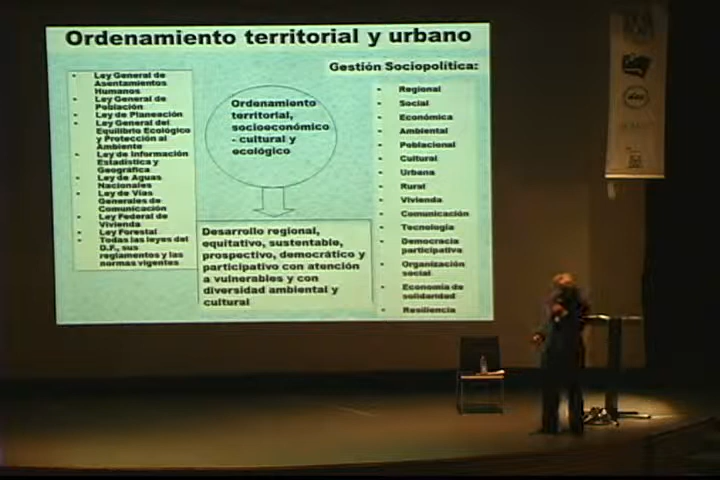 Ordenamiento territorial y urbano
Gestión Sociopolítica:
• Ley General de
Asentamientos
Humanos
• Ley General de
Población
• Ley de Planeación
• Ley General del
Equilibrio Ecológico
y Protección al
Ambiente
• Ley de Información
Estadística y
Geográfica
• Ley de Aguas
Nacionales
• Ley de Vías
Generales de
Comunicación
• Ley Federal de
Vivienda
• Ley Forestal
• Todas las leyes del
D.F., sus
reglamentos y las
normas vigentes
Ordenamiento
territorial,
socioeconómico
- cultural y
ecológico
Desarrollo regional,
equitativo, sustentable,
prospectivo, democrático y
participativo con atención
a vulnerables y con
diversidad ambiental y
cultural
• Regional
• Social
• Económica
• Ambiental
• Poblacional
• Cultural
• Urbana
• Rural
• Vivienda
• Comunicación
• Tecnología
• Democracia
participativa
• Organización
social
• Economía de
solidaridad
• Resiliencia